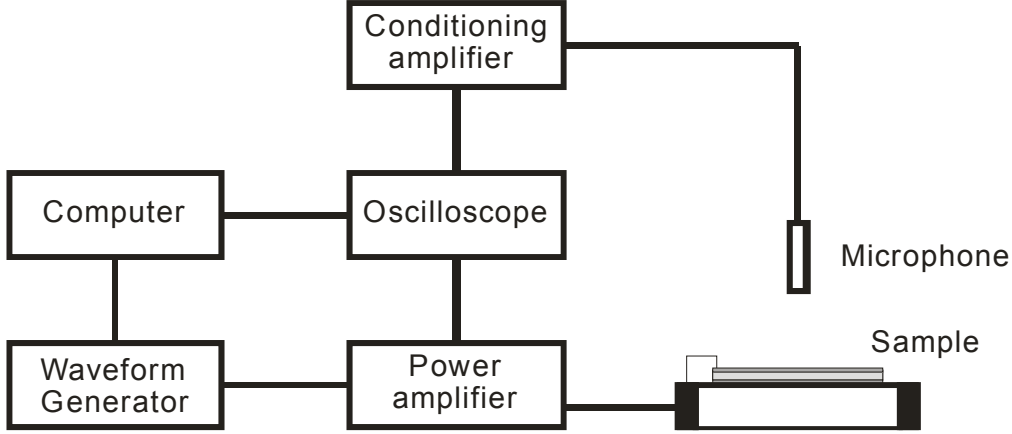 Conditioning
amplifier
Computer
Oscilloscope
Microphone
Sample
Waveform
Generator
Power
amplifier